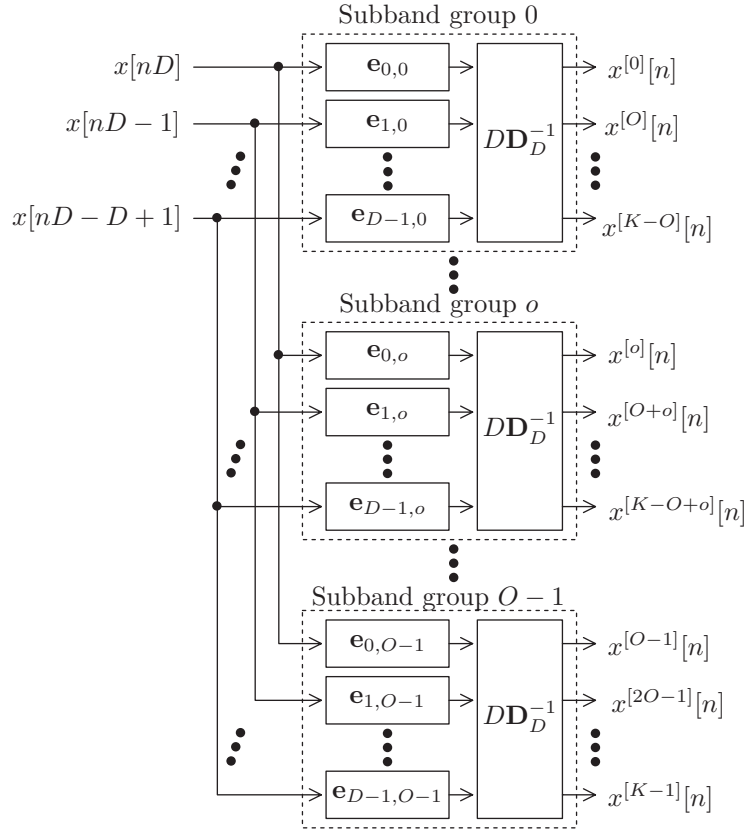 Subband group 0
x[nD] e_{0,0} x^{[0]}[n]
x[nD − 1] e_{1,0} DD_D^{−1} x^{[O]}[n]
x[nD − D + 1] e_{D−1,0} x^{[K−O]}[n]
Subband group o
e_{0,o} x^{[o]}[n]
e_{1,o} DD_D^{−1} x^{[O+o]}[n]
e_{D−1,o} x^{[K−O+o]}[n]
Subband group O − 1
e_{0,O−1} x^{[O−1]}[n]
e_{1,O−1} DD_D^{−1} x^{[2O−1]}[n]
e_{D−1,O−1} x^{[K−1]}[n]